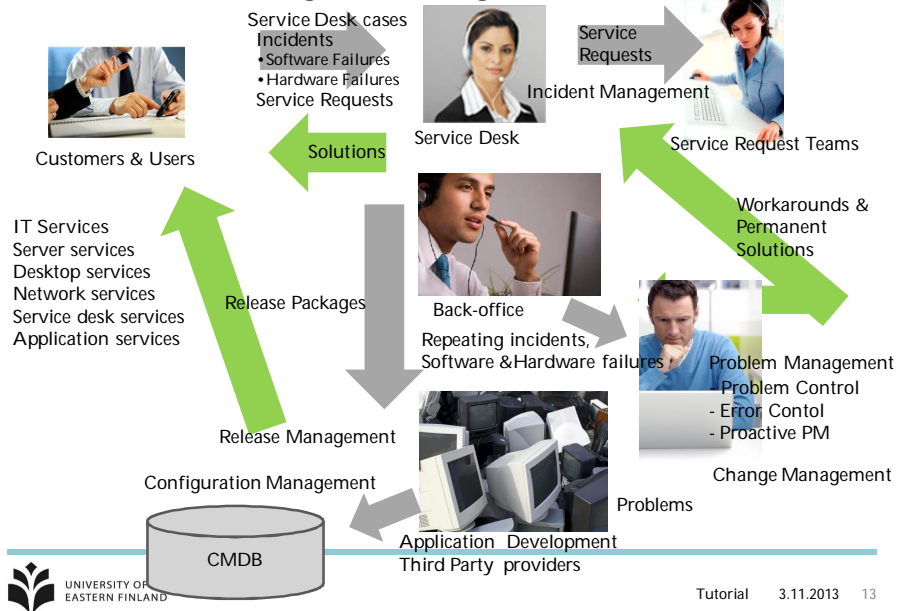 Service Desk cases
Incidents
•Software Failures
•Hardware Failures
Service Requests
Service
Requests
Incident Management
Customers & Users
Solutions
Service Desk
Service Request Teams
IT Services
Server services
Desktop services
Network services
Service desk services
Application services
Release Packages
Workarounds &
Permanent
Solutions
Back-office
Repeating incidents,
Software &Hardware failures
Problem Management
- Problem Control
- Error Contol
- Proactive PM
Release Management
Change Management
Configuration Management
Problems
CMDB
Application Development
Third Party providers
UNIVERSITY OF
EASTERN FINLAND
Tutorial 3.11.2013 13